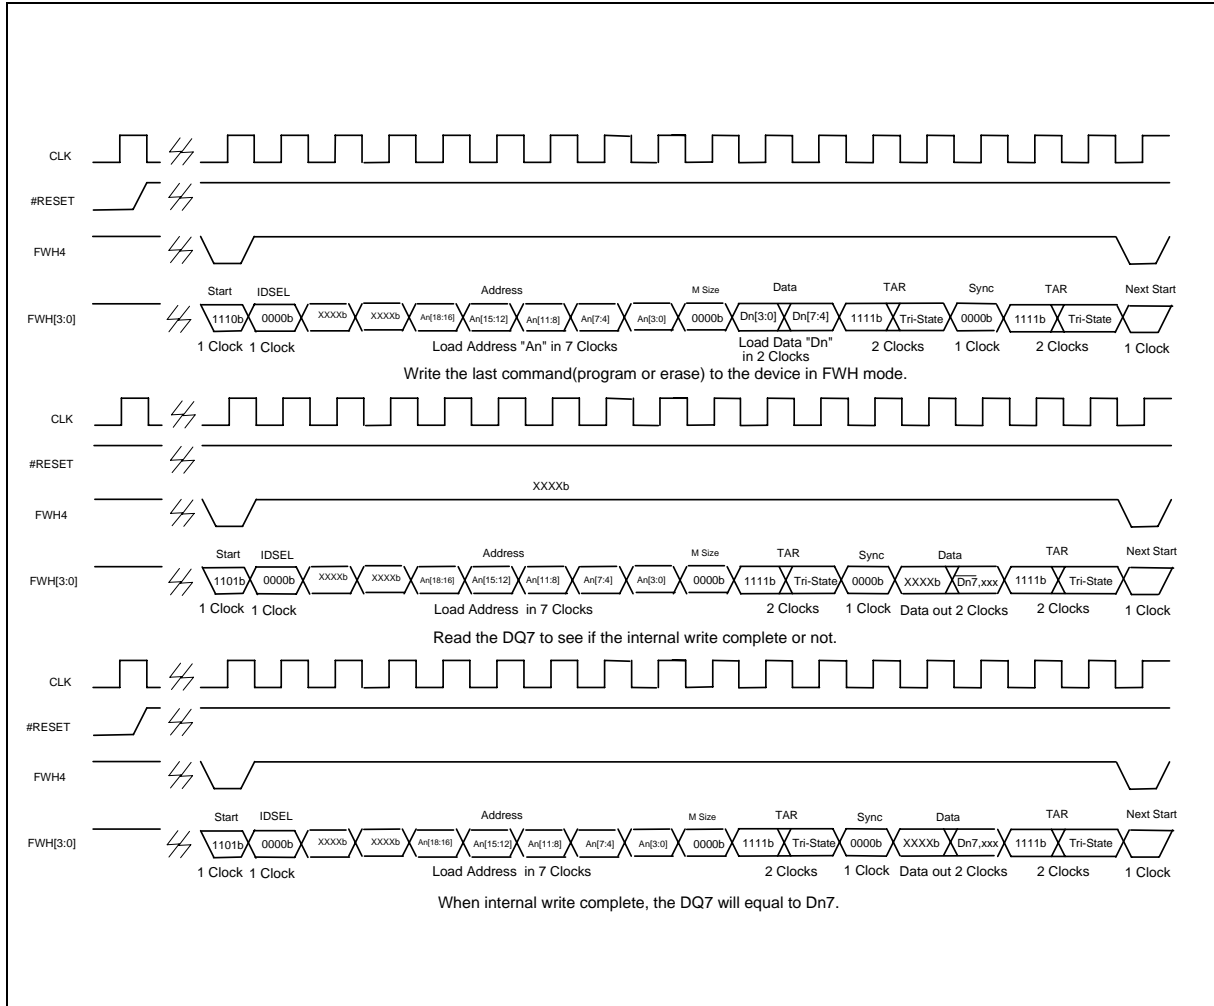 CLK
#RESET
FWH4
Start IDSEL Address M Size Data TAR Sync TAR Next Start
FWH[3:0] 1110b 0000b XXXXb XXXXb An[18:16] An[15:12] An[11:8] An[7:4] An[3:0] 0000b Dn[3:0] Dn[7:4] 1111b Tri-State 0000b 1111b Tri-State
1 Clock 1 Clock Load Address "An" in 7 Clocks Load Data "Dn" 2 Clocks 1 Clock 2 Clocks 1 Clock
in 2 Clocks
Write the last command(program or erase) to the device in FWH mode.
CLK
#RESET
XXXXb
FWH4
Start IDSEL Address M Size TAR Sync Data TAR Next Start
FWH[3:0] 1101b 0000b XXXXb XXXXb An[18:16] An[15:12] An[11:8] An[7:4] An[3:0] 0000b 1111b Tri-State 0000b XXXXb Dn7,xxx 1111b Tri-State
1 Clock 1 Clock Load Address in 7 Clocks 2 Clocks 1 Clock Data out 2 Clocks 2 Clocks 1 Clock
Read the DQ7 to see if the internal write complete or not.
CLK
#RESET
FWH4
Start IDSEL Address M Size TAR Sync Data TAR Next Start
FWH[3:0] 1101b 0000b XXXXb XXXXb An[18:16] An[15:12] An[11:8] An[7:4] An[3:0] 0000b 1111b Tri-State 0000b XXXXb Dn7,xxx 1111b Tri-State
1 Clock 1 Clock Load Address in 7 Clocks 2 Clocks 1 Clock Data out 2 Clocks 2 Clocks 1 Clock
When internal write complete, the DQ7 will equal to Dn7.